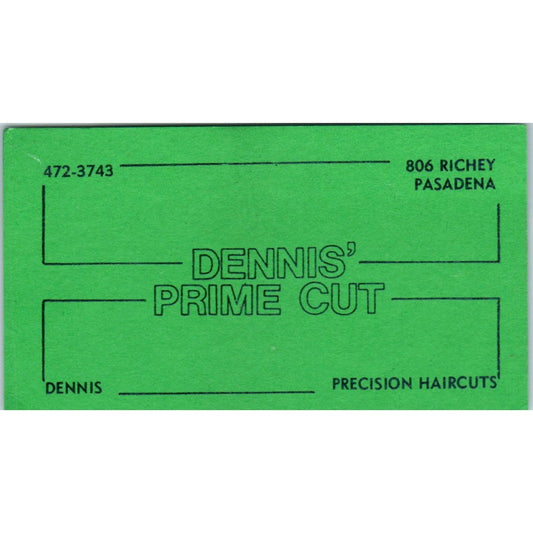 472-3743
806 RICHEY
PASADENA
DENNIS'
PRIME CUT
DENNIS
PRECISION HAIRCUTS